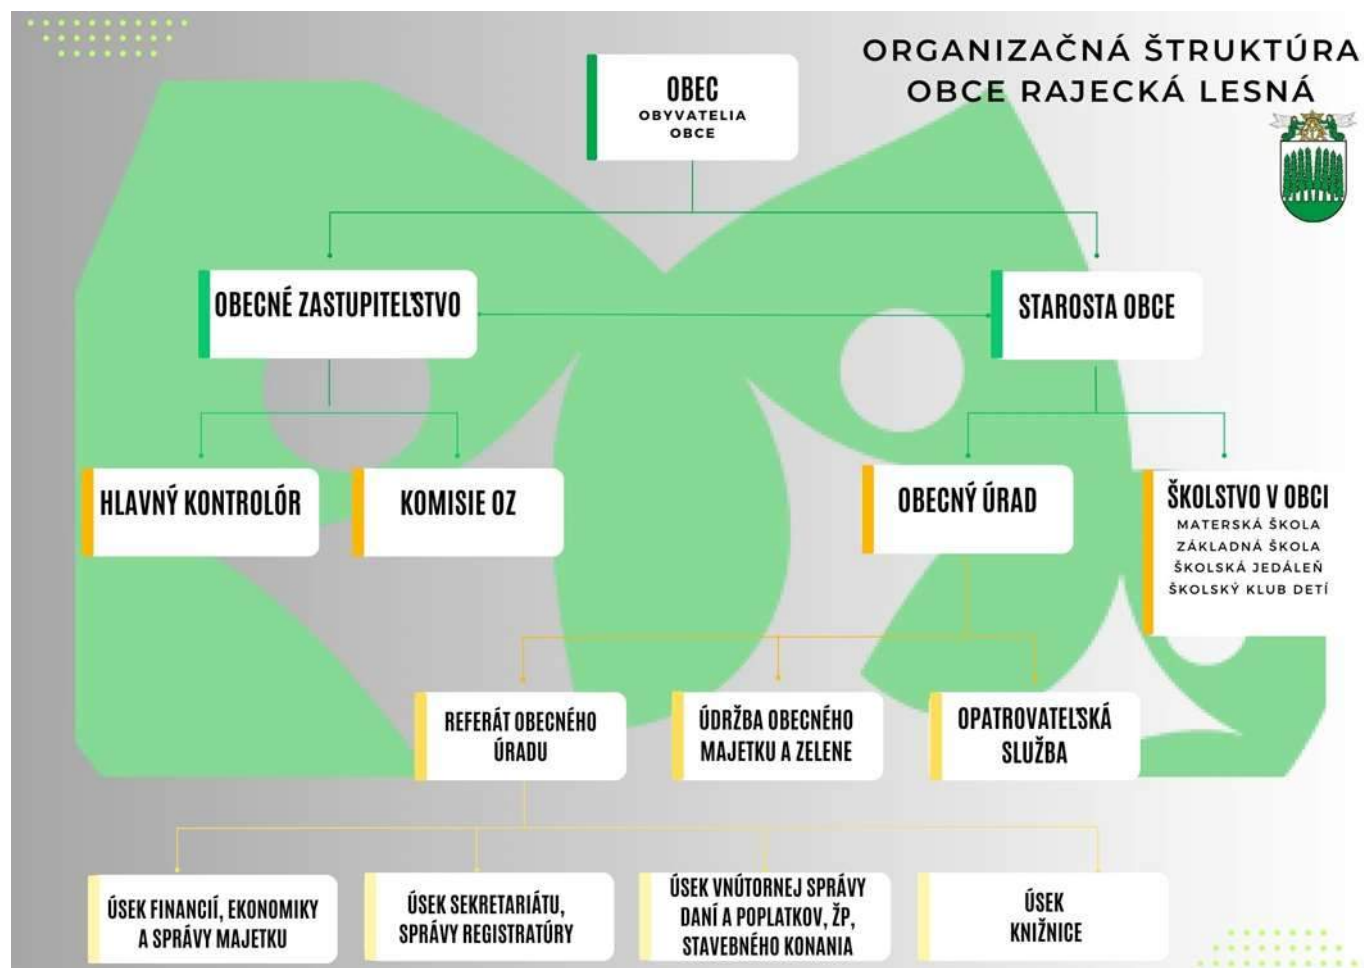 ORGANIZAČNÁ ŠTRUKTÚRA
OBCE RAJECKÁ LESNÁ
OBEC
OBYVATELIA
OBCE
OBECNÉ ZASTUPITEĽSTVO
STAROSTA OBCE
HLAVNÝ KONTROLÓR
KOMISIE OZ
OBECNÝ ÚRAD
ŠKOLSTVO V OBCI
MATERSKÁ ŠKOLA
ZÁKLADNÁ ŠKOLA
ŠKOLSKÁ JEDÁLEŇ
ŠKOLSKÝ KLUB DETÍ
REFERÁT OBECNÉHO
ÚRADU
ÚDRŽBA OBECNÉHO
MAJETKU A ZELENE
OPATROVATEĽSKÁ
SLUŽBA
ÚSEK FINANCIÍ, EKONOMIKY
A SPRÁVY MAJETKU
ÚSEK SEKRETARIÁTU,
SPRÁVY REGISTRATÚRY
ÚSEK VNÚTORNEJ SPRÁVY
DANÍ A POPLATKOV, ŽP,
STAVEBNÉHO KONANIA
ÚSEK
KNIŽNICE